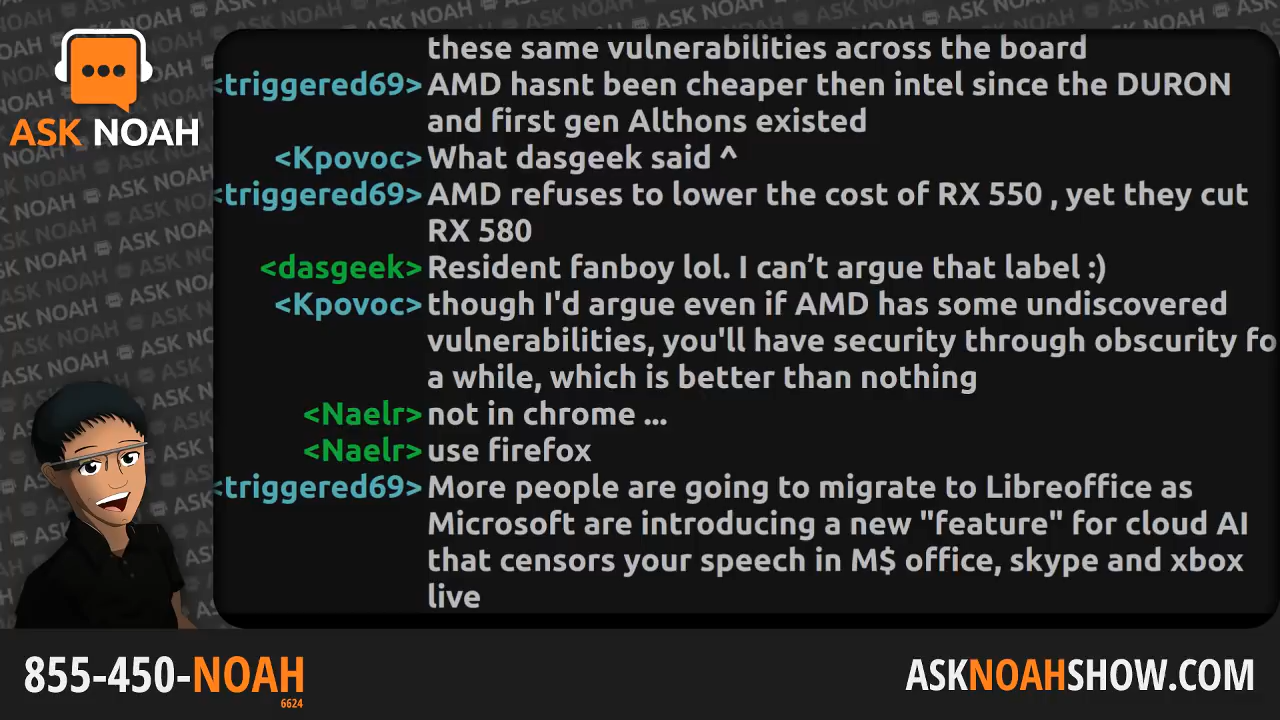 ASK NOAH
these same vulnerabilities across the board
<triggered69> AMD hasnt been cheaper then intel since the DURON
and first gen Althons existed
<Kpovoc> What dasgeek said ^
<triggered69> AMD refuses to lower the cost of RX 550 , yet they cut
RX 580
<dasgeek> Resident fanboy lol. I can’t argue that label :)
<Kpovoc> though I'd argue even if AMD has some undiscovered
vulnerabilities, you'll have security through obscurity fo
a while, which is better than nothing
<Naelr> not in chrome ...
<Naelr> use firefox
<triggered69> More people are going to migrate to Libreoffice as
Microsoft are introducing a new "feature" for cloud AI
that censors your speech in M$ office, skype and xbox
live
855-450-NOAH
6624
ASKNOAHSHOW.COM